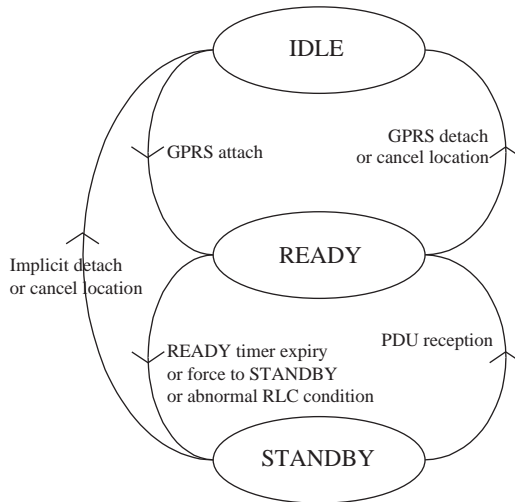 IDLE
GPRS attach
GPRS detach
or cancel location
READY
Implicit detach
or cancel location
READY timer expiry
or force to STANDBY
or abnormal RLC condition
PDU reception
STANDBY